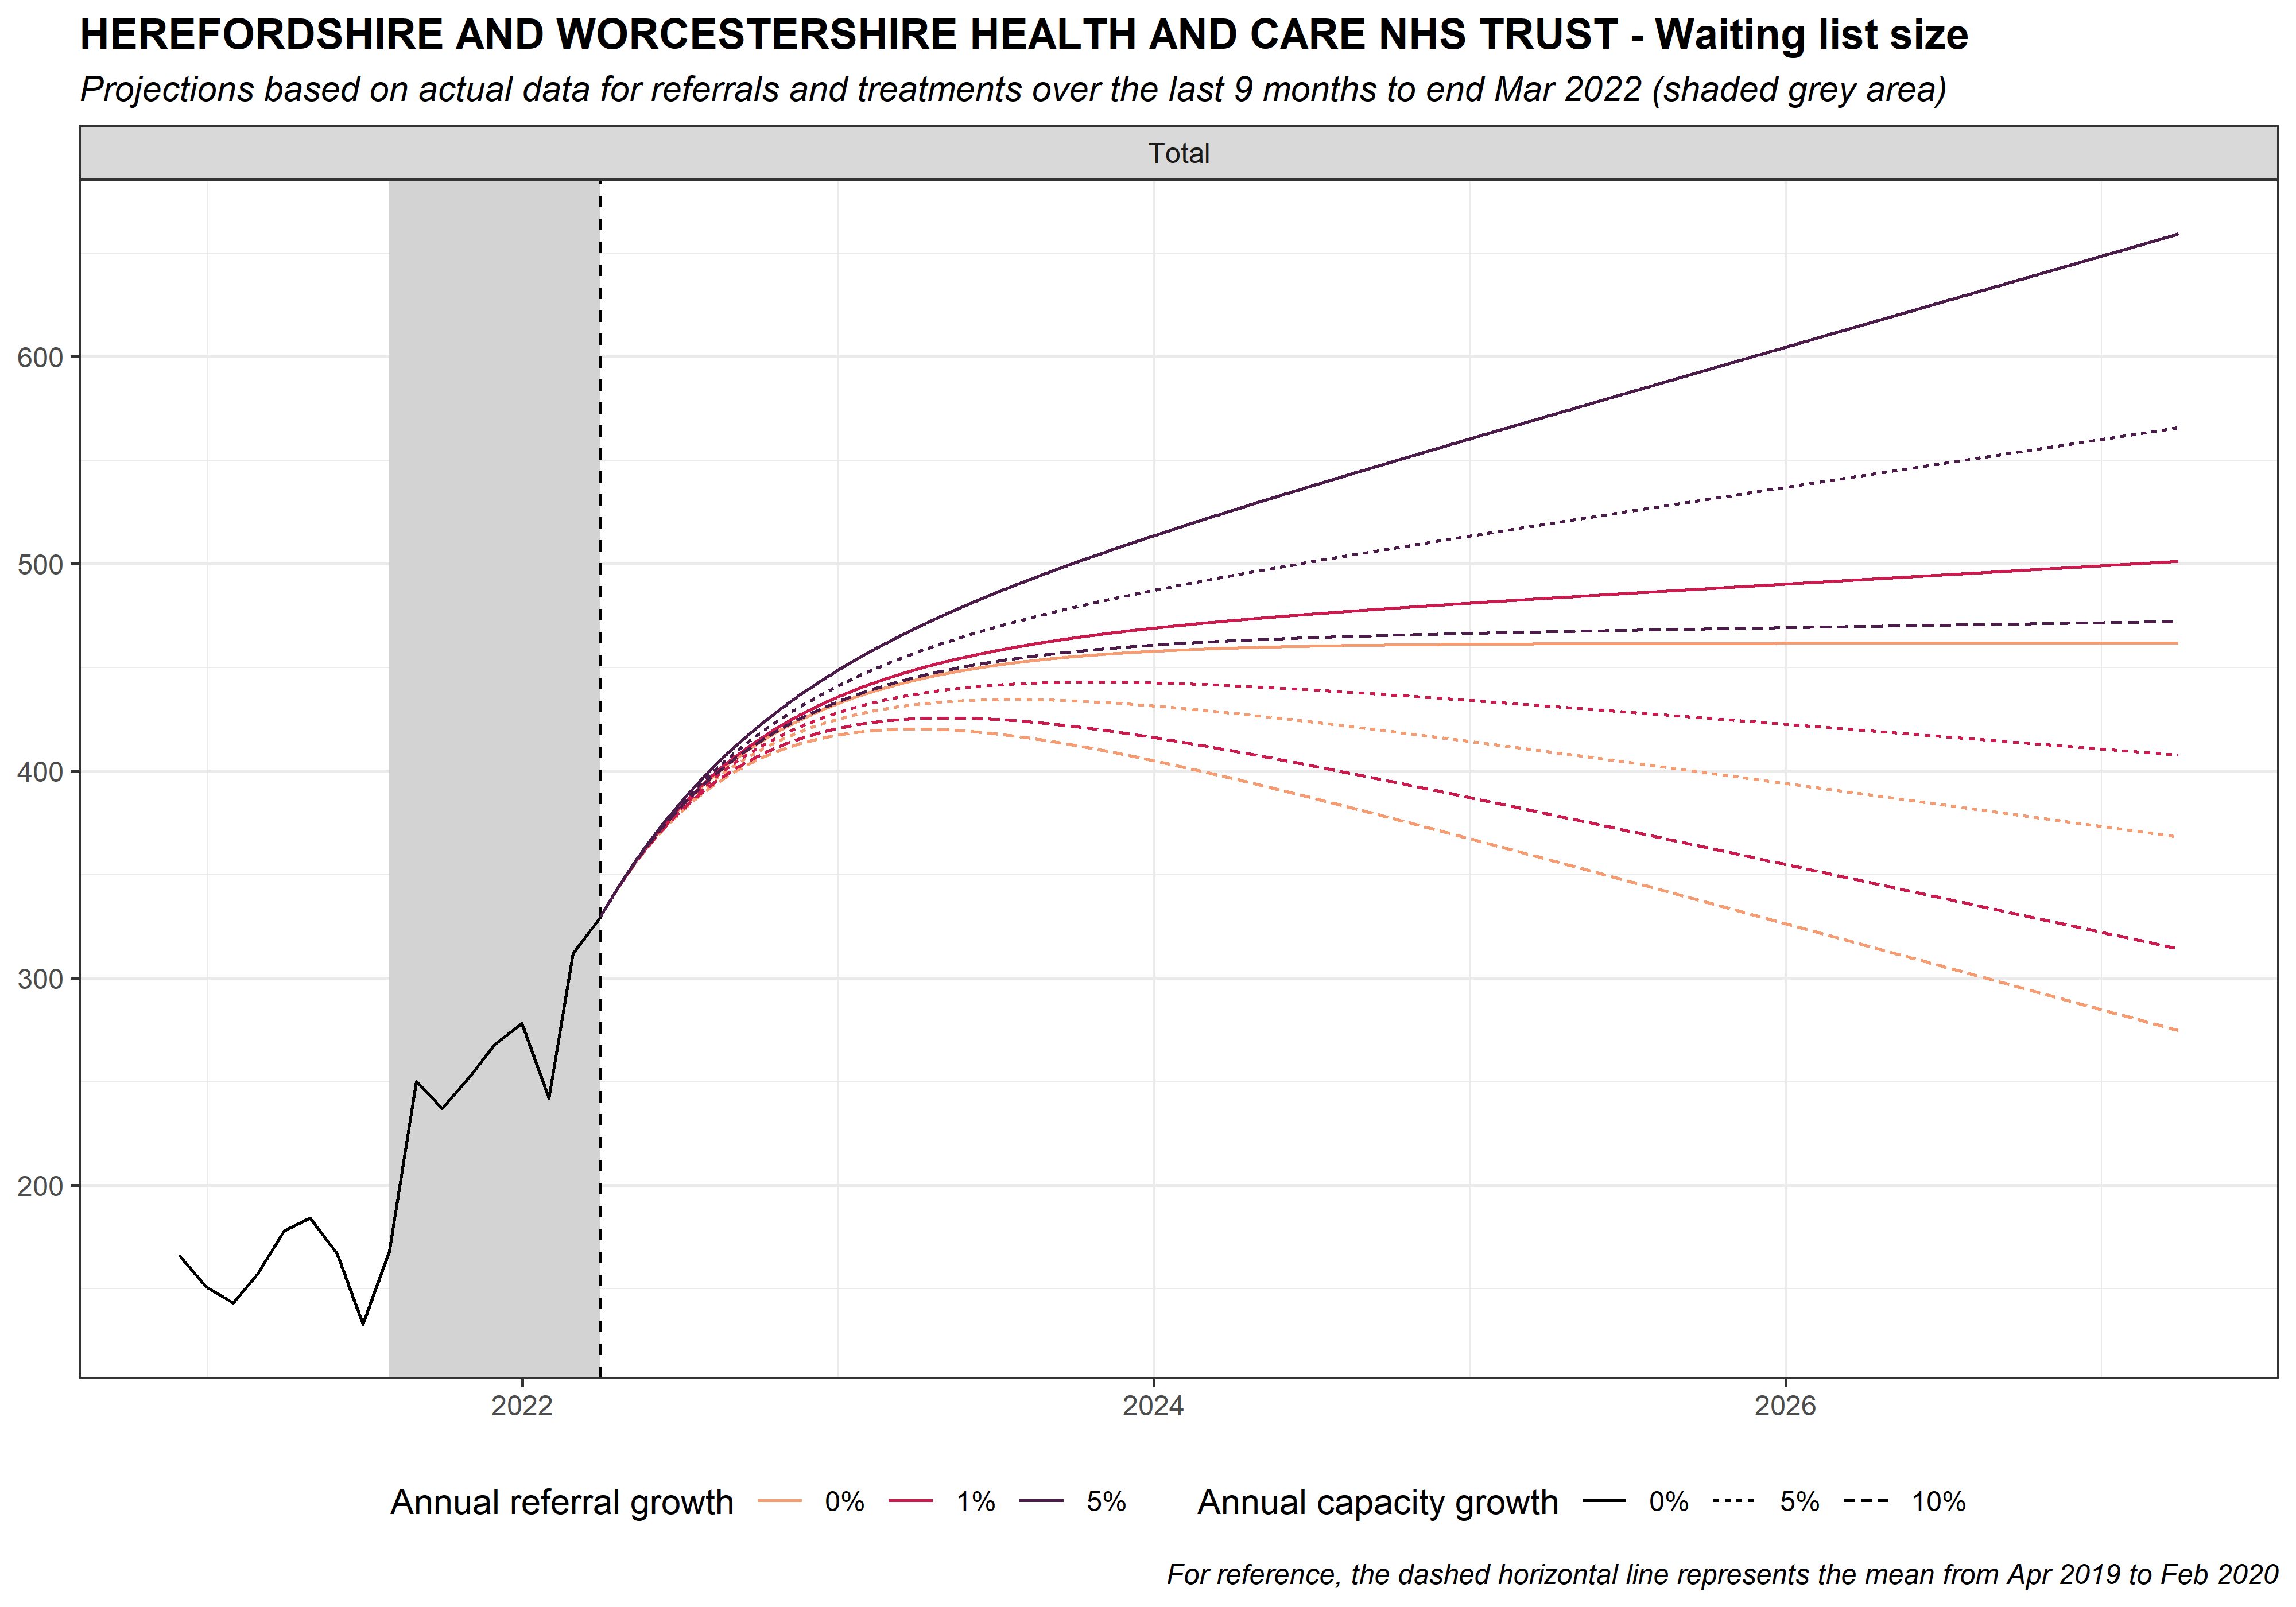 HEREFORDSHIRE AND WORCESTERSHIRE HEALTH AND CARE NHS TRUST - Waiting list size
Projections based on actual data for referrals and treatments over the last 9 months to end Mar 2022 (shaded grey area)
Total
600
500
400
300
200
2022 2024 2026
Annual referral growth 0% 1% 5% Annual capacity growth 0% 5% 10%
For reference, the dashed horizontal line represents the mean from Apr 2019 to Feb 2020